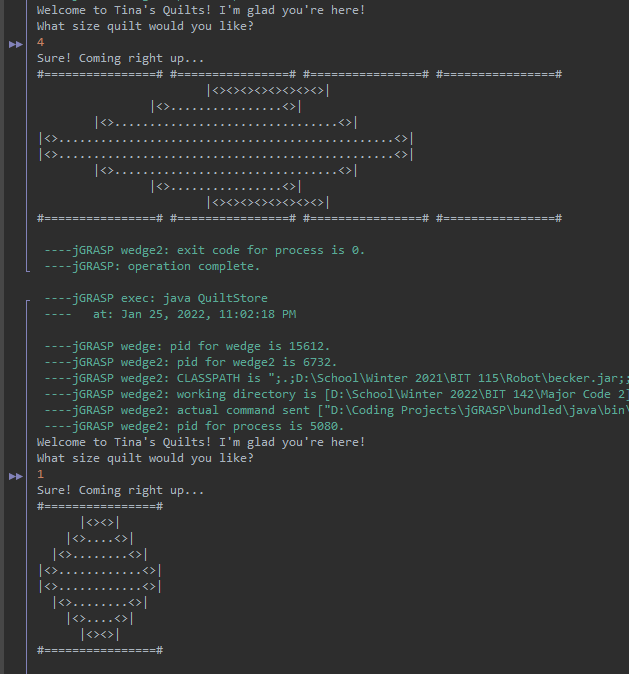 Welcome to Tina's Quilts! I'm glad you're here!
What size quilt would you like?
4
Sure! Coming right up...
#================# #================# #================# #================#
                        |<><><><><><><><>|
                |<>................<>|
        |<>................................<>|
|<>................................................<>|
|<>................................................<>|
        |<>................................<>|
                |<>................<>|
                        |<><><><><><><><>|
#================# #================# #================# #================#
 ----jGRASP wedge2: exit code for process is 0.
 ----jGRASP: operation complete.
 ----jGRASP exec: java QuiltStore
 ----   at: Jan 25, 2022, 11:02:18 PM
 ----jGRASP wedge: pid for wedge is 15612.
 ----jGRASP wedge2: pid for wedge2 is 6732.
 ----jGRASP wedge2: CLASSPATH is ";.;D:\School\Winter 2021\BIT 115\Robot\becker.jar;;
 ----jGRASP wedge2: working directory is [D:\School\Winter 2022\BIT 142\Major Code 2]
 ----jGRASP wedge2: actual command sent ["D:\Coding Projects\jGRASP\bundled\java\bin\
 ----jGRASP wedge2: pid for process is 5080.
Welcome to Tina's Quilts! I'm glad you're here!
What size quilt would you like?
1
Sure! Coming right up...
#================#
      |<><>|
    |<>....<>|
  |<>........<>|
|<>............<>|
|<>............<>|
  |<>........<>|
    |<>....<>|
      |<><>|
#================#